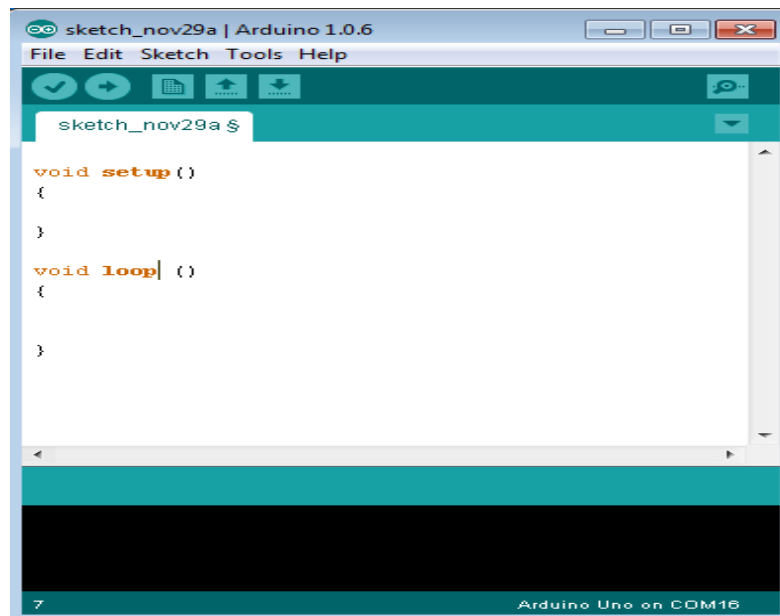 sketch_nov29a | Arduino 1.0.6
File Edit Sketch Tools Help
sketch_nov29a §
void setup()
{
}
void loop ()
{
}
7
Arduino Uno on COM16